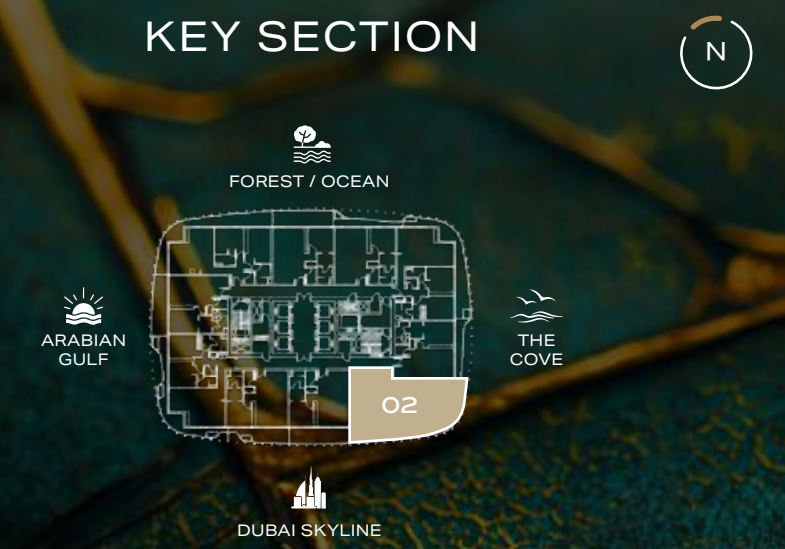 KEY SECTION
N
FOREST / OCEAN
ARABIAN
GULF
THE
COVE
02
DUBAI SKYLINE